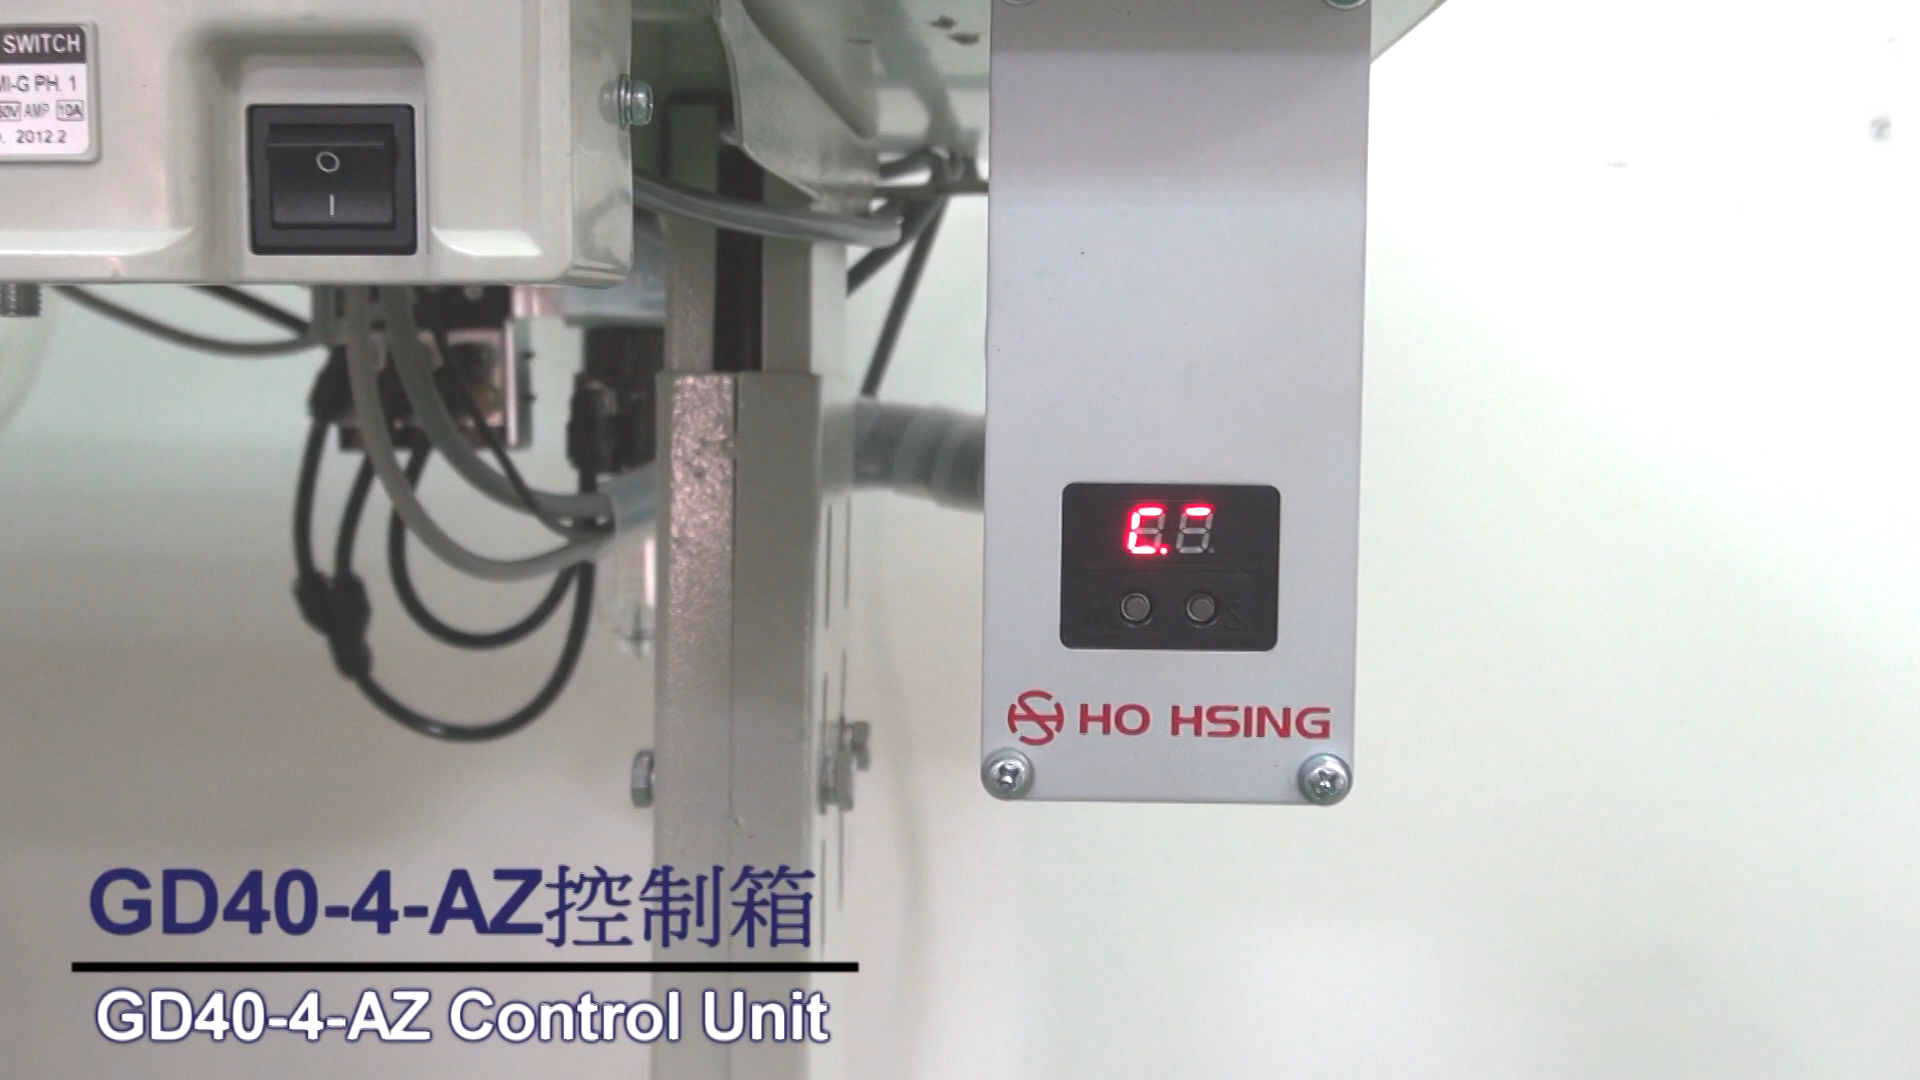 SWITCH
MI-G PH. 1
AMP 10A
2012.2
O
I
C.
M S
HO HSING
GD40-4-AZ控制箱
GD40-4-AZ Control Unit